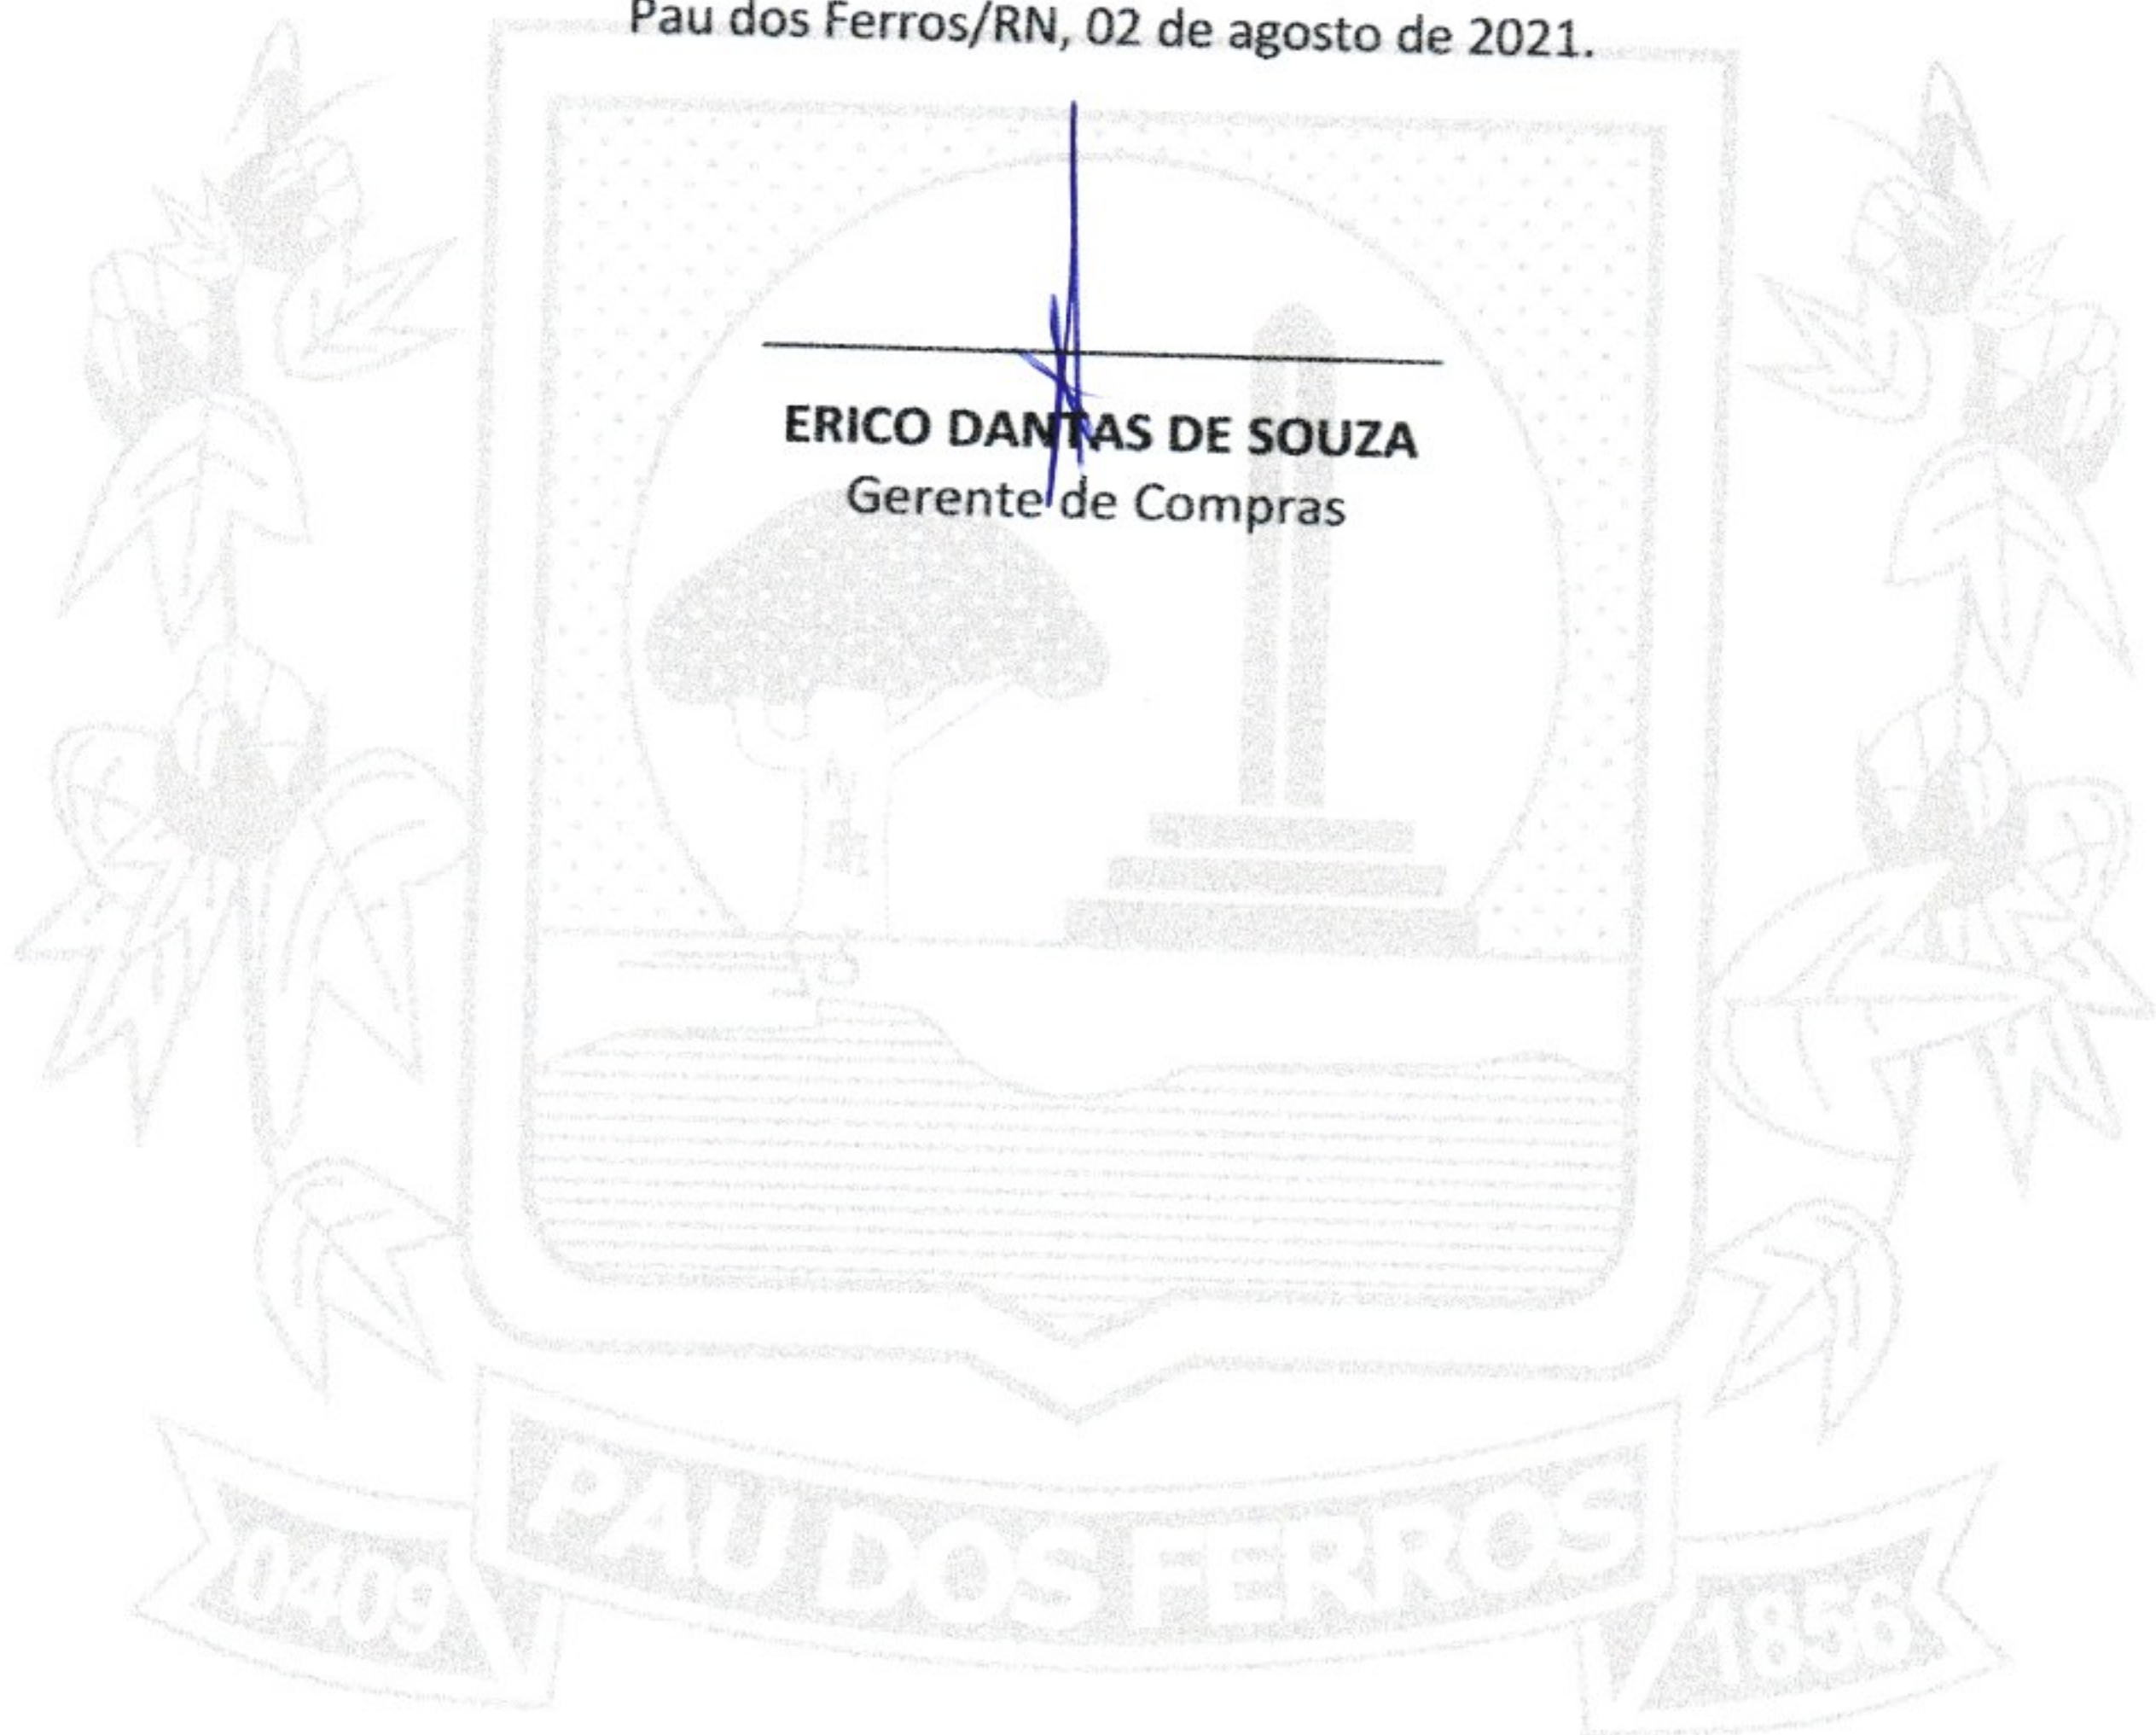 Pau dos Ferros/RN, 02 de agosto de 2021.
ERICO DANTAS DE SOUZA
Gerente de Compras
PAU DOS FERROS
0409
1856